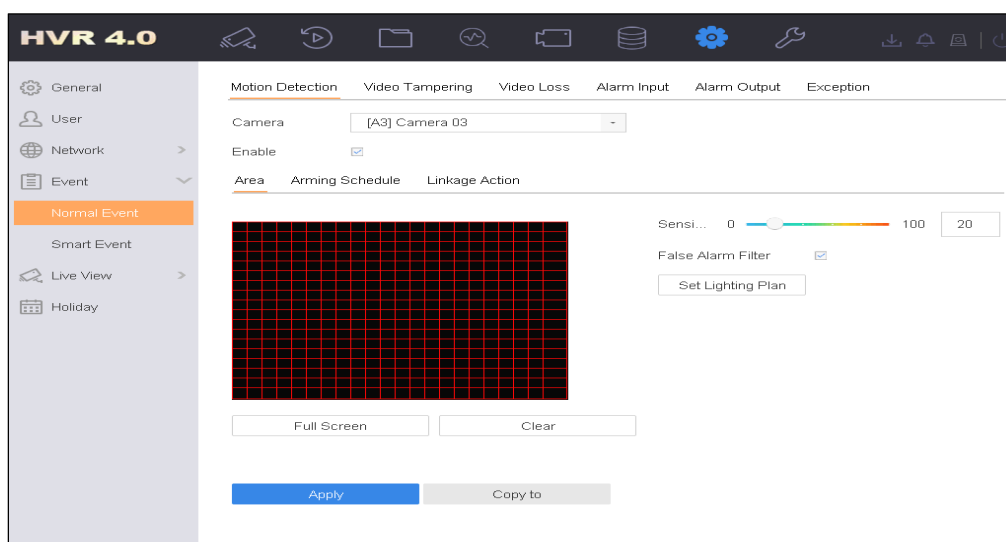 HVR 4.0
General
User
Network
Event
Normal Event
Smart Event
Live View
Holiday
Motion Detection Video Tampering Video Loss Alarm Input Alarm Output Exception
Camera [A3] Camera 03
Enable
Area Arming Schedule Linkage Action
Sensi... 0 100 20
False Alarm Filter
Set Lighting Plan
Full Screen Clear
Apply Copy to